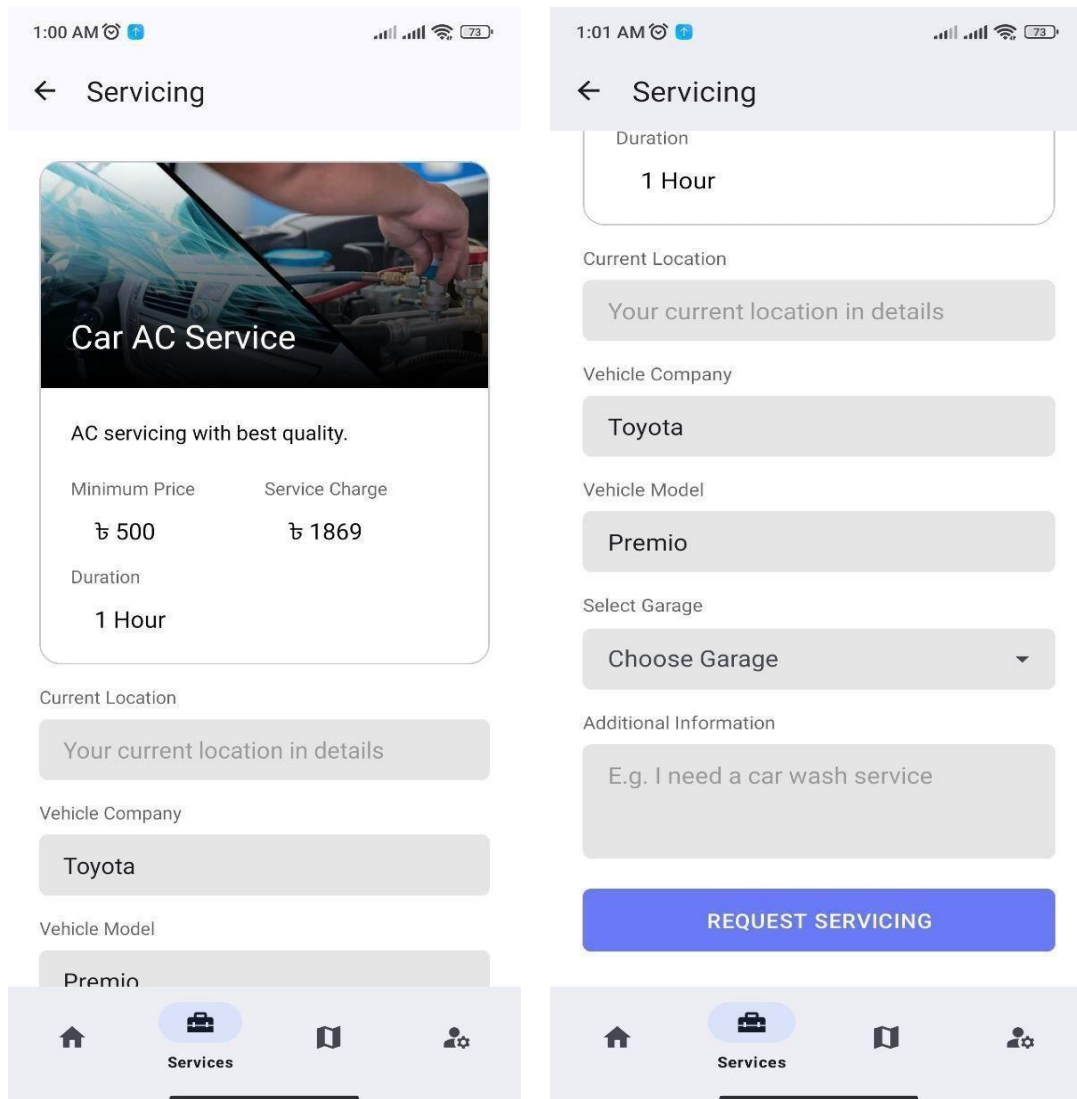 1:00 AM
73
Servicing
Car AC Service
AC servicing with best quality.
Minimum Price Service Charge
৳ 500 ৳ 1869
Duration
1 Hour
Current Location
Your current location in details
Vehicle Company
Toyota
Vehicle Model
Premio
Services
1:01 AM
73
Servicing
Duration
1 Hour
Current Location
Your current location in details
Vehicle Company
Toyota
Vehicle Model
Premio
Select Garage
Choose Garage
Additional Information
E.g. I need a car wash service
REQUEST SERVICING
Services